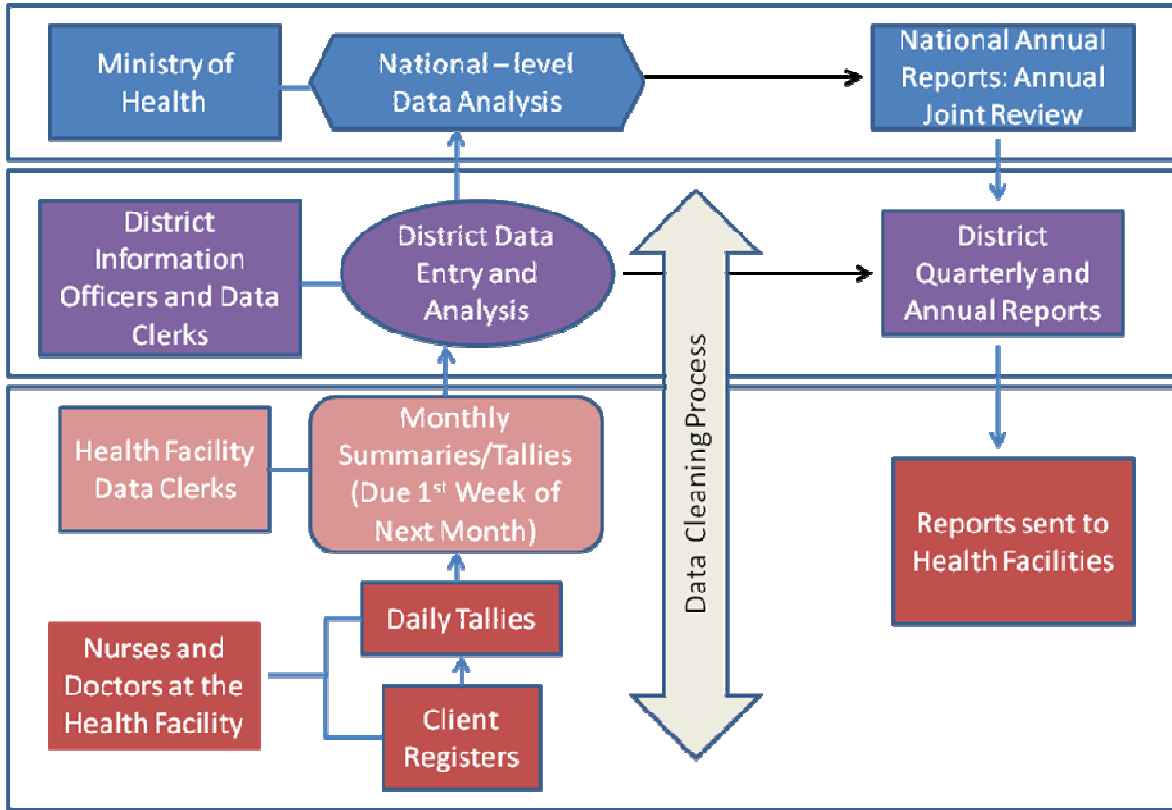 Ministry of
Health
National – level
Data Analysis
National Annual
Reports: Annual
Joint Review
District
Information
Officers and Data
Clerks
District Data
Entry and
Analysis
District
Quarterly and
Annual Reports
Data Cleaning Process
Health Facility
Data Clerks
Monthly
Summaries/Tallies
(Due 1st Week of
Next Month)
Reports sent to
Health Facilities
Daily Tallies
Nurses and
Doctors at the
Health Facility
Client
Registers